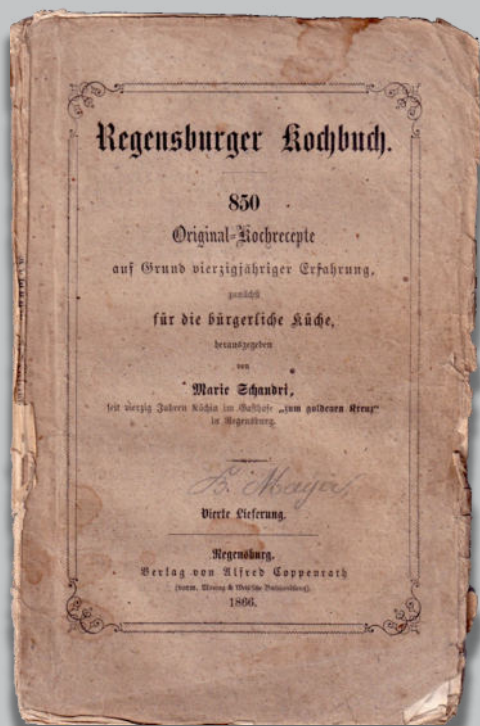 Regensburger Kochbuch.
850
Original-Kochrecepte
auf Grund vierzigjähriger Erfahrung,
zunächst
für die bürgerliche Küche,
herausgegeben
von
Marie Schandri,
seit vierzig Jahren Köchin im Gasthofe „zum goldenen Kreuz"
in Regensburg.
B. Mayer
Vierte Lieferung.
Regensburg.
Verlag von Alfred Coppenrath
1866.